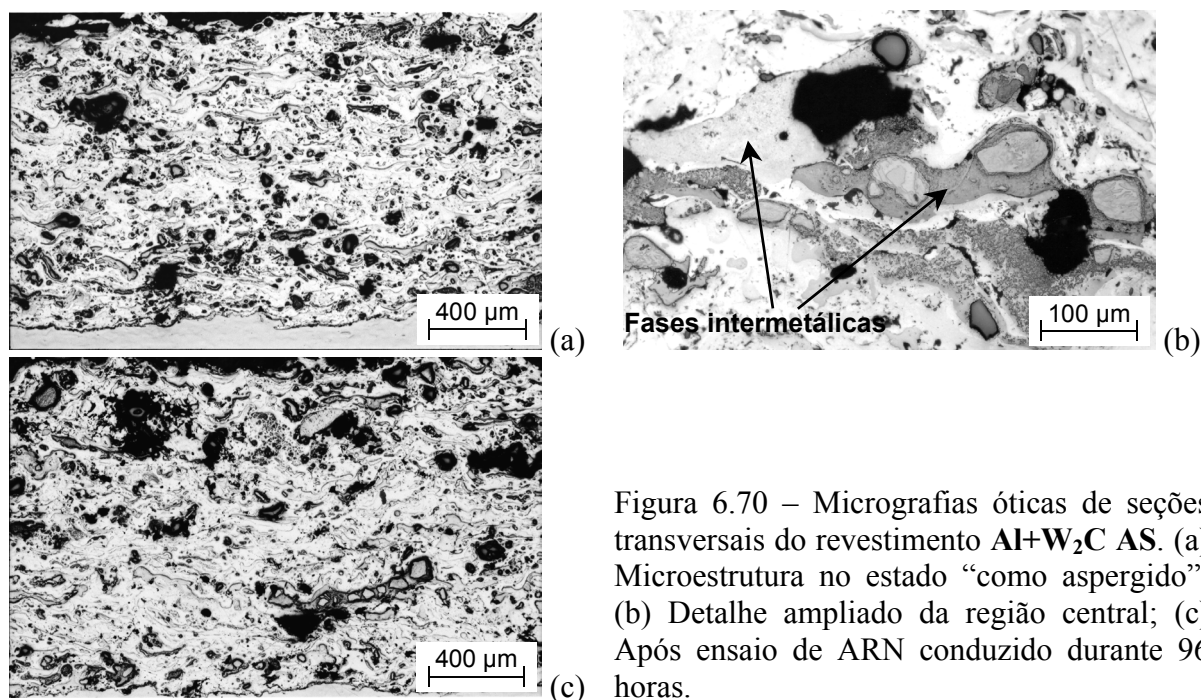 400 µm
(a)
Fases intermetálicas
100 µm
(b)
400 µm
(c)
Figura 6.70 – Micrografias óticas de seções
transversais do revestimento Al+W₂C AS. (a)
Microestrutura no estado “como aspergido”
(b) Detalhe ampliado da região central; (c)
Após ensaio de ARN conduzido durante 96
horas.